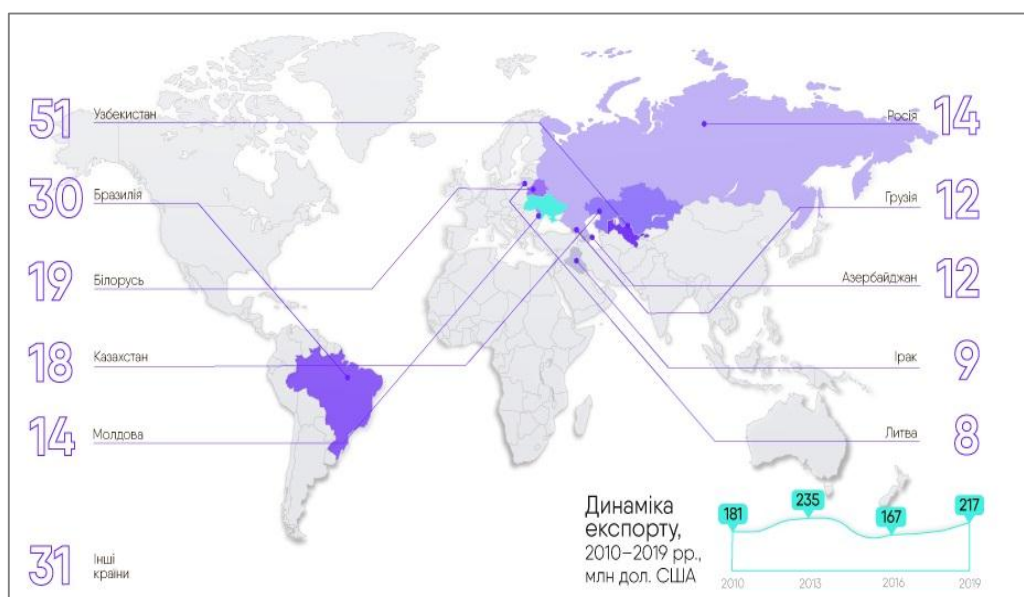 51
Узбекистан
30
Бразилія
19
Білорусь
18
Казахстан
14
Молдова
31
Інші
країни
Росія
14
Грузія
12
Азербайджан
12
Ірак
9
Литва
8
Динаміка
експорту,
2010–2019 рр.,
млн дол. США
181
235
167
217
2010
2013
2016
2019